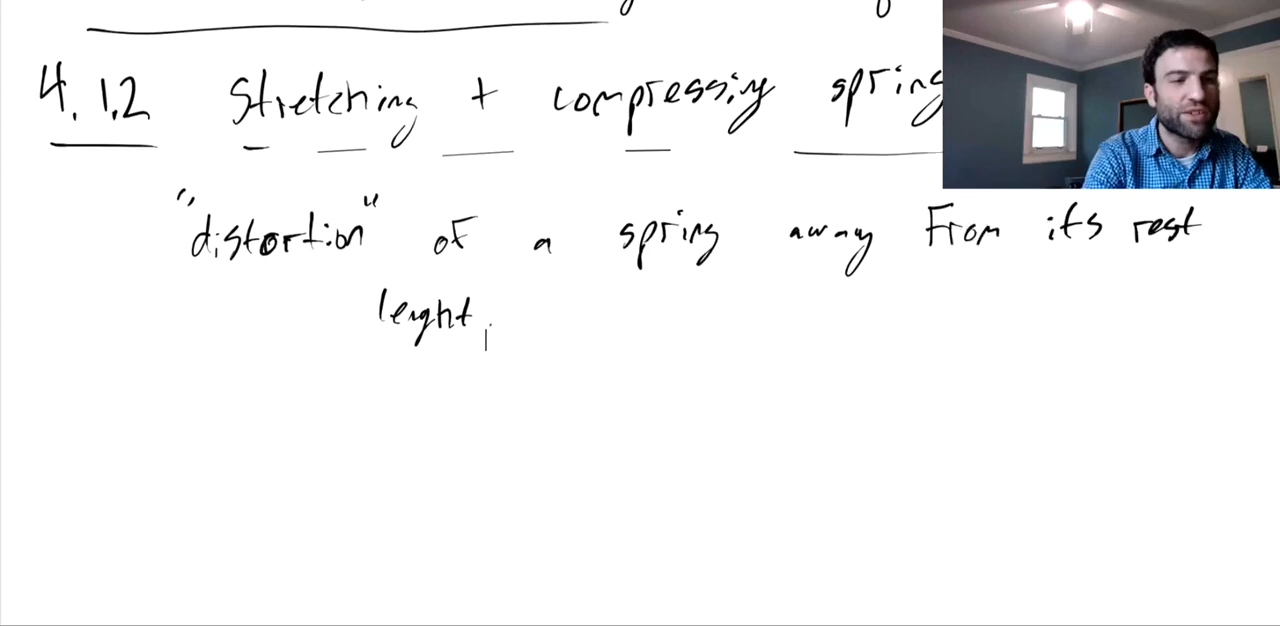 4.1.2 Stretching + compressing spring
"distortion" of a spring away from its rest
lenght,